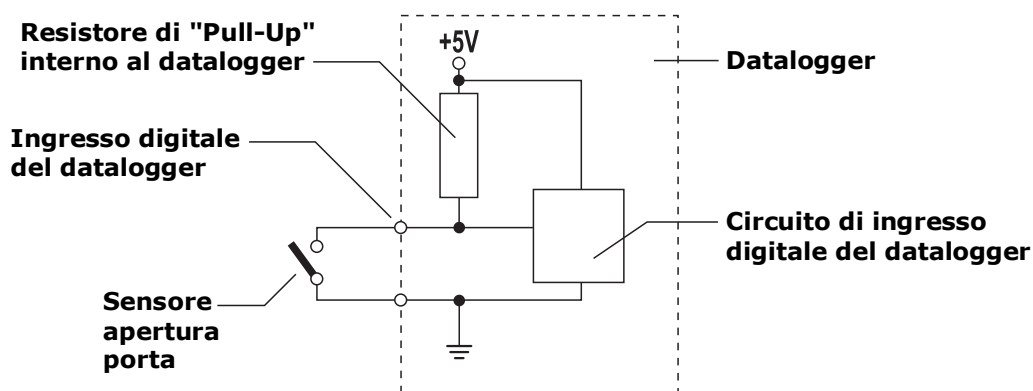 Resistore di "Pull-Up"
interno al datalogger
+5V
Datalogger
Ingresso digitale
del datalogger
Circuito di ingresso
digitale del datalogger
Sensore
apertura
porta